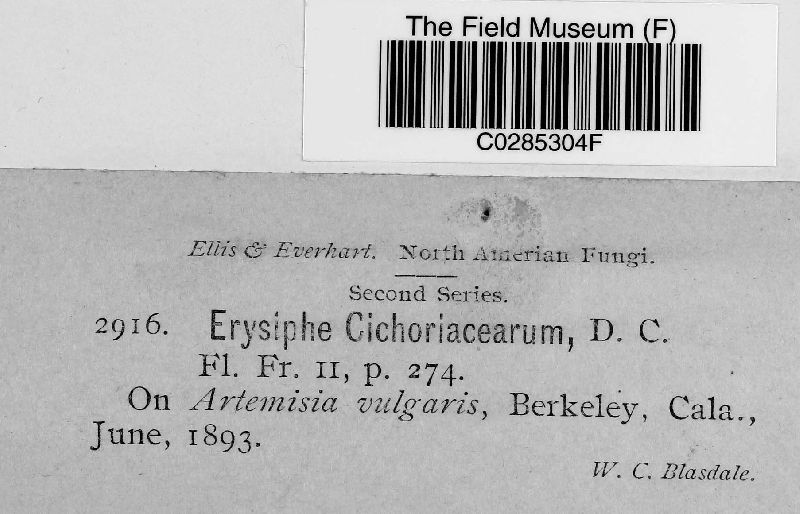 The Field Museum (F)
C0285304F
Ellis & Everhart. North Amerian Fungi.
Second Series.
2916. Erysiphe Cichoriacearum, D. C.
Fl. Fr. II, p. 274.
On Artemisia vulgaris, Berkeley, Cala.,
June, 1893.
W. C. Blasdale.